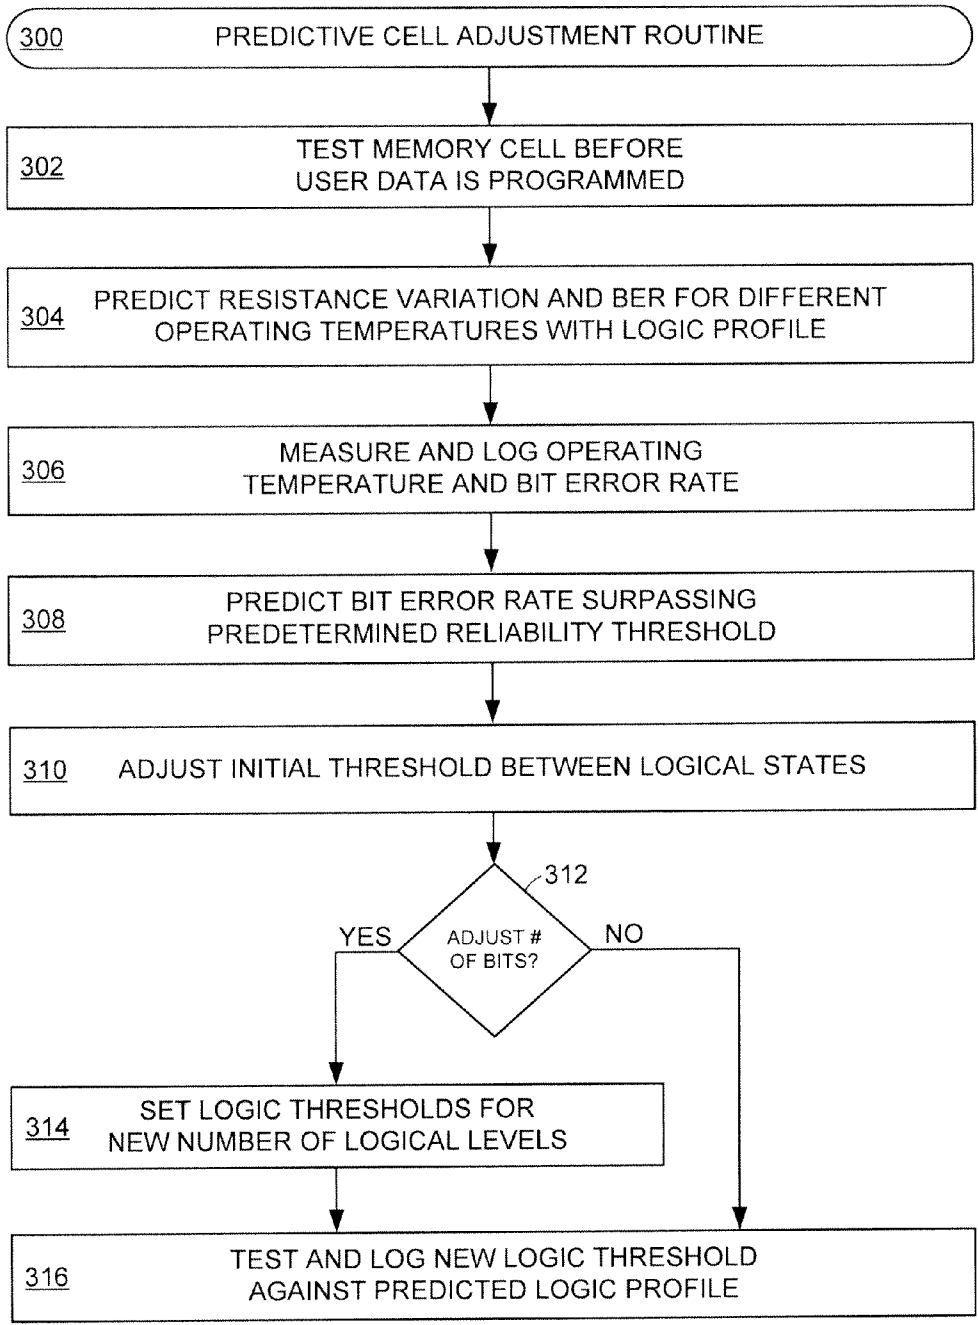 300 PREDICTIVE CELL ADJUSTMENT ROUTINE
302 TEST MEMORY CELL BEFORE
USER DATA IS PROGRAMMED
304 PREDICT RESISTANCE VARIATION AND BER FOR DIFFERENT
OPERATING TEMPERATURES WITH LOGIC PROFILE
306 MEASURE AND LOG OPERATING
TEMPERATURE AND BIT ERROR RATE
308 PREDICT BIT ERROR RATE SURPASSING
PREDETERMINED RELIABILITY THRESHOLD
310 ADJUST INITIAL THRESHOLD BETWEEN LOGICAL STATES
312
YES
ADJUST #
OF BITS?
NO
314 SET LOGIC THRESHOLDS FOR
NEW NUMBER OF LOGICAL LEVELS
316 TEST AND LOG NEW LOGIC THRESHOLD
AGAINST PREDICTED LOGIC PROFILE